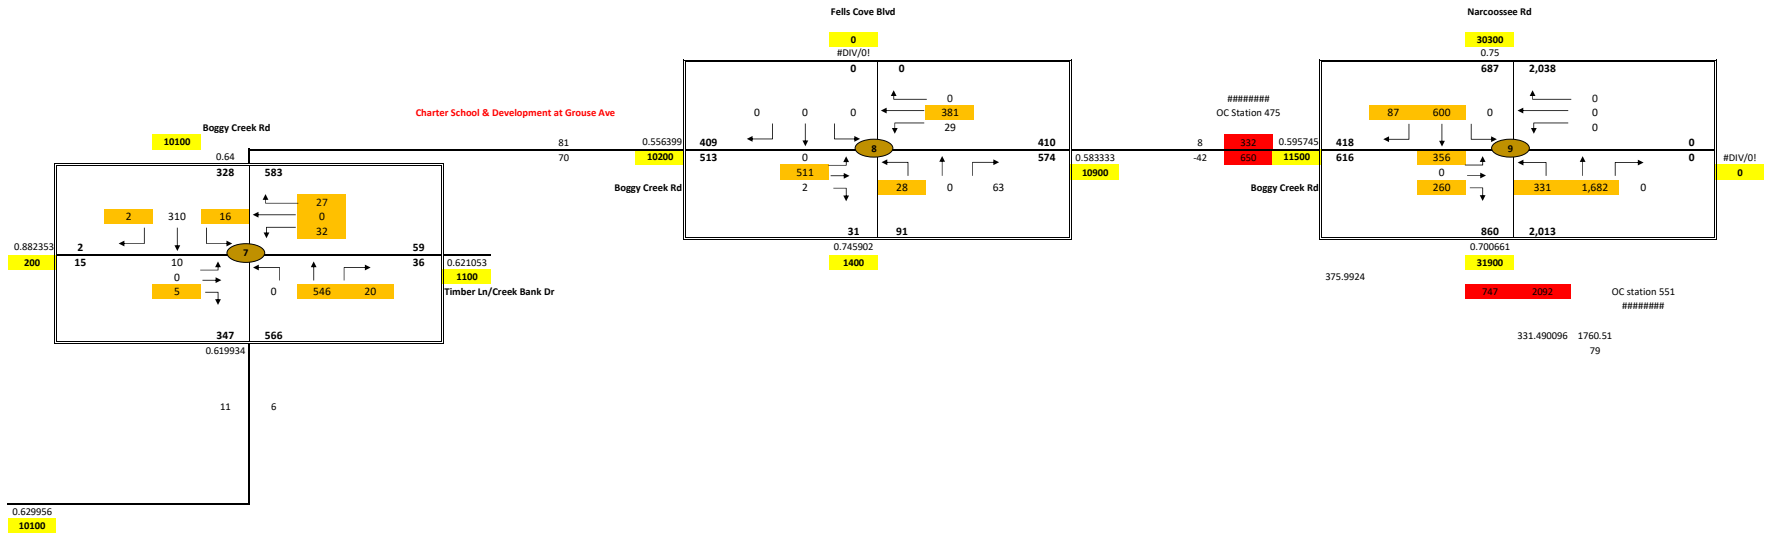 Fells Cove Blvd Narcoossee Rd
0 30300
#DIV/0! 0.75
0 0 687 2,038
0 ######## 0
Charter School & Development at Grouse Ave 0 0 0 381 OC Station 475 87 600 0 0
Boggy Creek Rd 29 0
10100 81 0.556399 409 8 410 8 332 0.595745 418 9 0
0.64 70 10200 513 0 574 0.583333 -42 650 11500 616 356 0 #DIV/0!
328 583 511 10900 0 0
Boggy Creek Rd 2 28 0 63 Boggy Creek Rd 260 331 1,682 0
27
2 310 16 0
32 31 91 860 2,013
0.882353 2 7 59 0.745902 0.700661
200 15 10 36 0.621053 1400 31900
0 1100 375.9924
5 0 546 20 Timber Ln/Creek Bank Dr 747 2092 OC station 551
########
347 566 331.490096 1760.51
0.619934 79
11 6
0.629956
10100